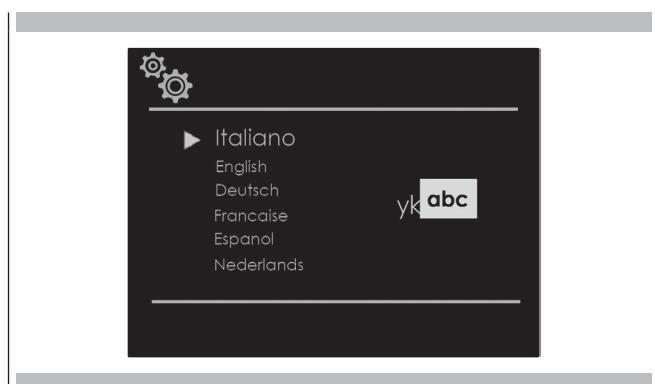 Italiano
English
Deutsch
Francaise
Espanol
Nederlands
yk abc